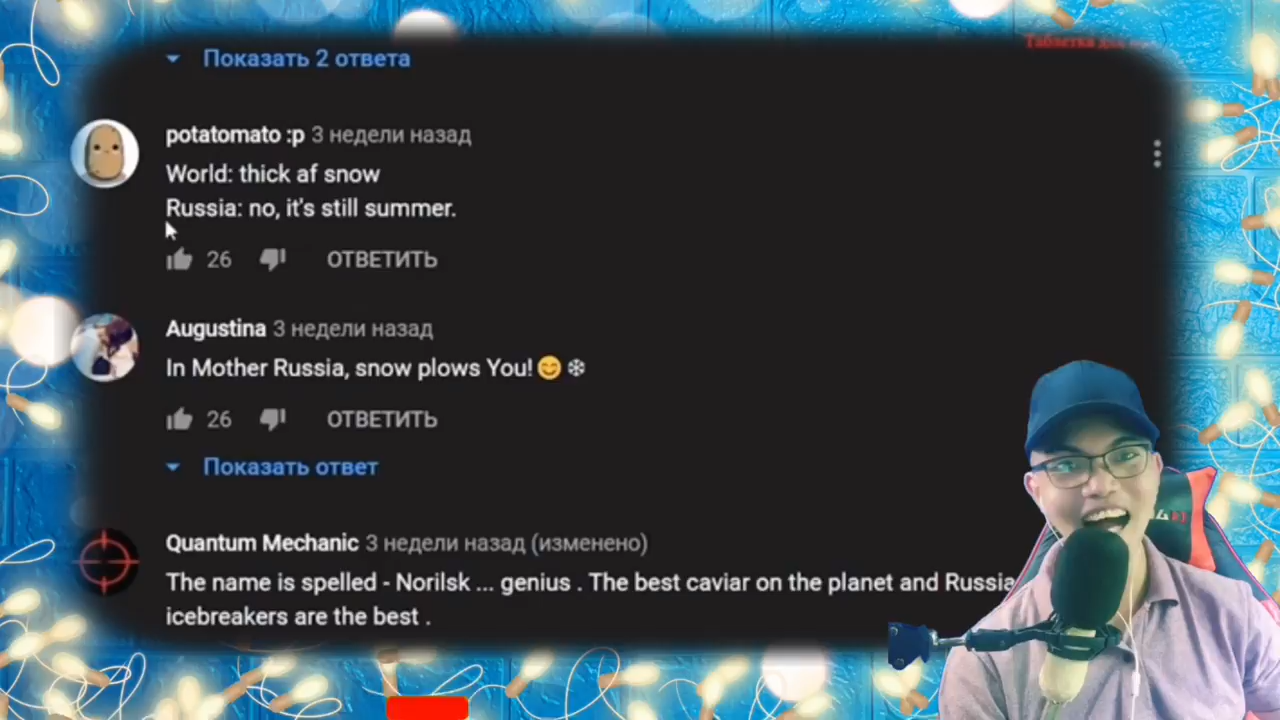 Таблетка для
Показать 2 ответа
potatomato :p 3 недели назад
World: thick af snow
Russia: no, it's still summer.
26 ОТВЕТИТЬ
Augustina 3 недели назад
In Mother Russia, snow plows You!😊 ❄
26 ОТВЕТИТЬ
Показать ответ
Quantum Mechanic 3 недели назад (изменено)
The name is spelled - Norilsk ... genius . The best caviar on the planet and Russia
icebreakers are the best .